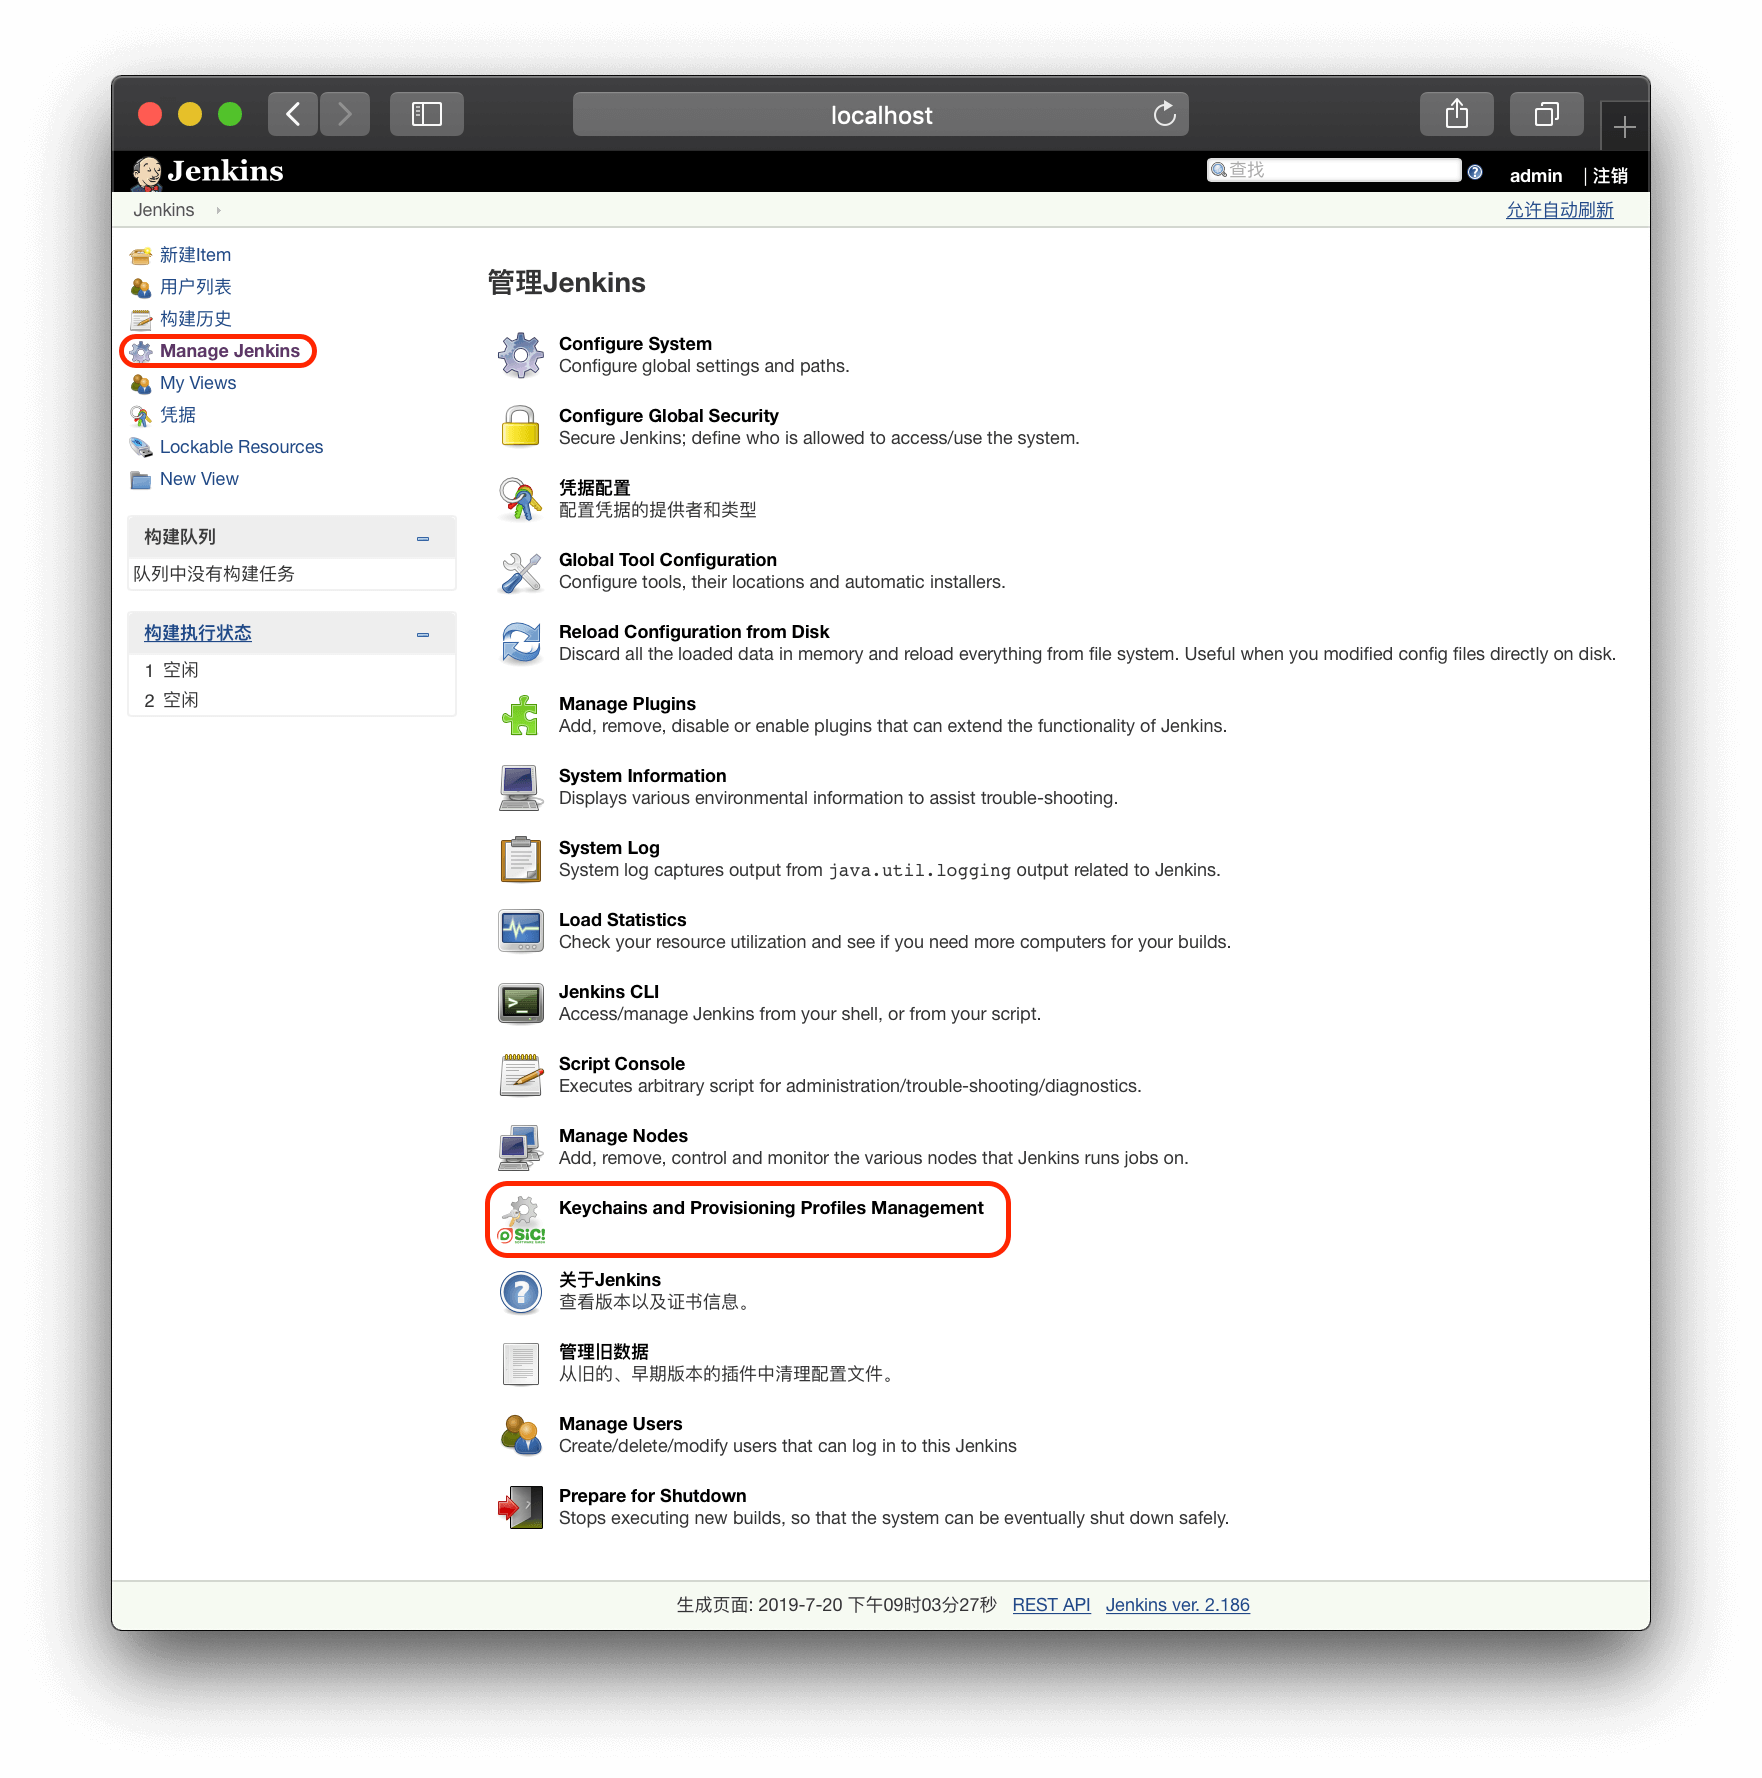 localhost
Jenkins
查找
admin
| 注销
Jenkins
允许自动刷新
新建Item
用户列表
构建历史
Manage Jenkins
My Views
凭据
Lockable Resources
New View
构建队列
队列中没有构建任务
构建执行状态
1 空闲
2 空闲
管理Jenkins
Configure System
Configure global settings and paths.
Configure Global Security
Secure Jenkins; define who is allowed to access/use the system.
凭据配置
配置凭据的提供者和类型
Global Tool Configuration
Configure tools, their locations and automatic installers.
Reload Configuration from Disk
Discard all the loaded data in memory and reload everything from file system. Useful when you modified config files directly on disk.
Manage Plugins
Add, remove, disable or enable plugins that can extend the functionality of Jenkins.
System Information
Displays various environmental information to assist trouble-shooting.
System Log
System log captures output from java.util.logging output related to Jenkins.
Load Statistics
Check your resource utilization and see if you need more computers for your builds.
Jenkins CLI
Access/manage Jenkins from your shell, or from your script.
Script Console
Executes arbitrary script for administration/trouble-shooting/diagnostics.
Manage Nodes
Add, remove, control and monitor the various nodes that Jenkins runs jobs on.
Keychains and Provisioning Profiles Management
SiC!
关于Jenkins
查看版本以及证书信息。
管理旧数据
从旧的、早期版本的插件中清理配置文件。
Manage Users
Create/delete/modify users that can log in to this Jenkins
Prepare for Shutdown
Stops executing new builds, so that the system can be eventually shut down safely.
生成页面: 2019-7-20 下午09时03分27秒 REST API Jenkins ver. 2.186